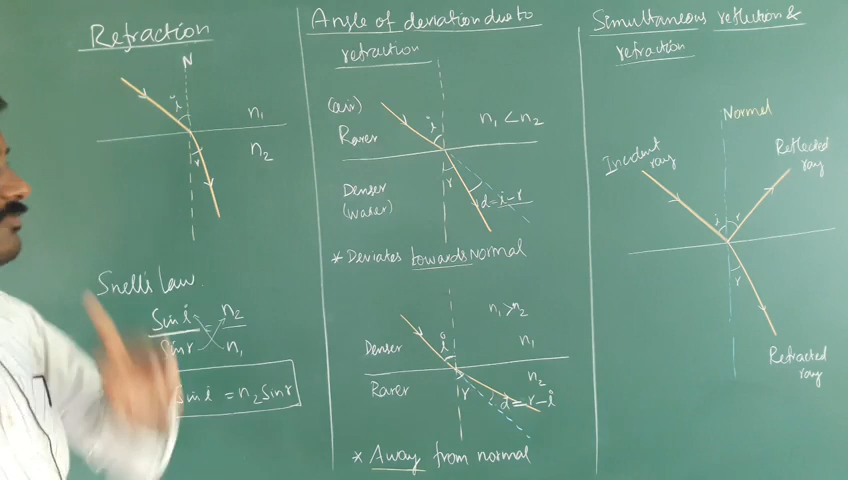 Refraction
N
i
n₁
r
n₂
Snell's Law.
Sin i = n₂
Sin r n₁
Sin i = n₂ Sin r
Angle of deviation due to
refraction
(air)
Rarer
i
n₁ < n₂
Denser
(water)
r
d = i - r
* Deviates towards Normal
n₁ > n₂
i
n₁
Denser
Rarer
r
n₂
d = r - i
* Away from normal
Simultaneous reflection &
refraction
Normal
Incident
ray
Reflected
ray
i r
r
Refracted
ray